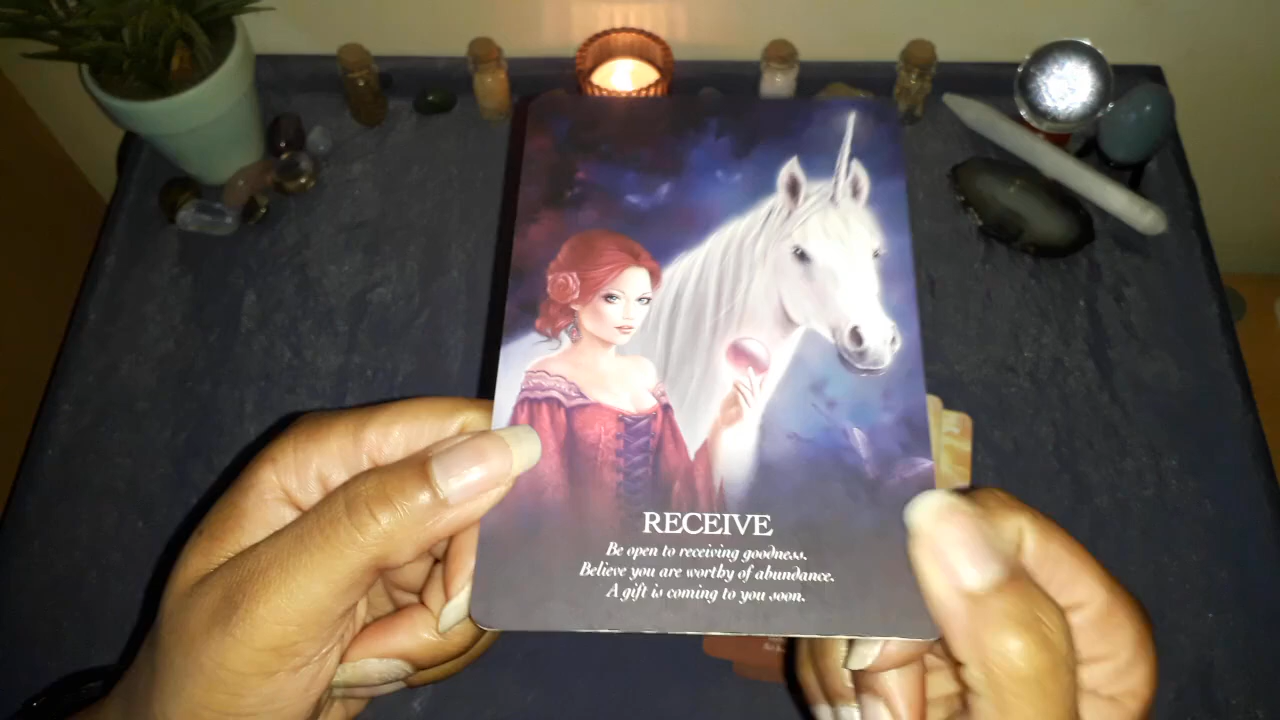 RECEIVE
Be open to receiving goodness.
Believe you are worthy of abundance.
A gift is coming to you soon.